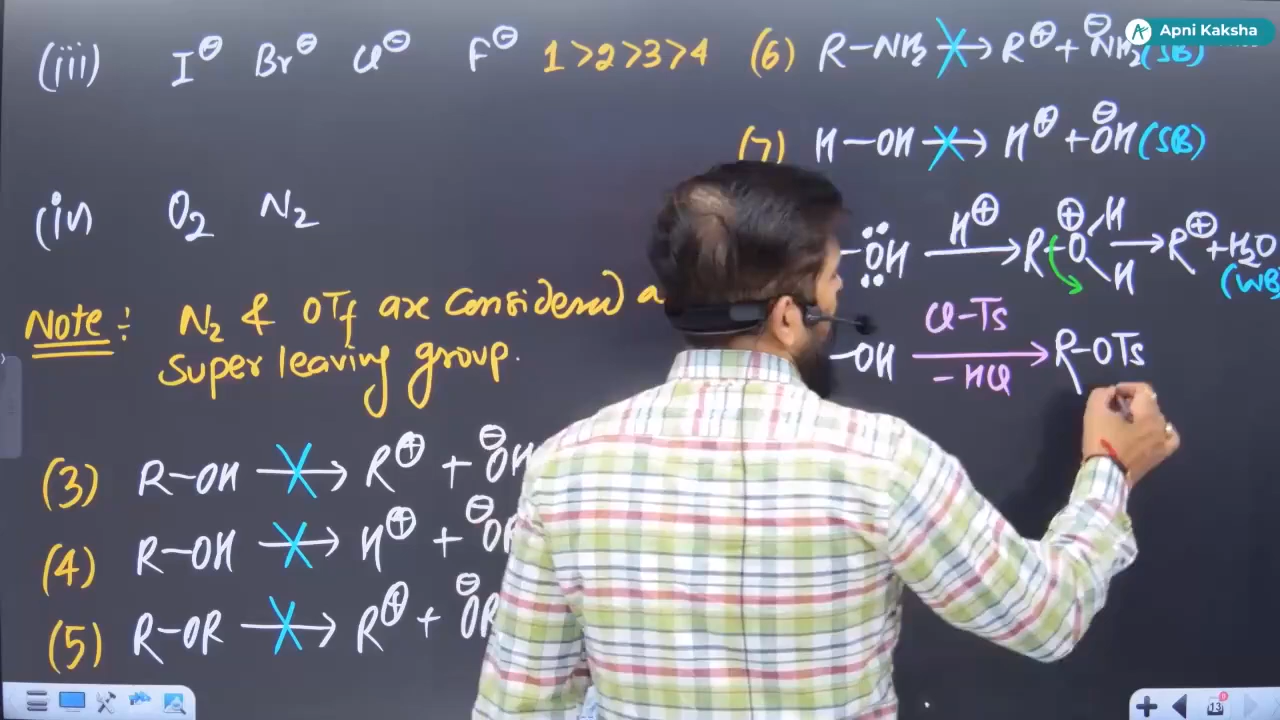 Apni Kaksha
(iii) I⊖ Br⊖ Cl⊖ F⊖ 1>2>3>4
(iv) O₂ N₂
Note:- N₂ & OTf are considered
super leaving group.
(3) R-OH → R⊕ + ⊖OH
(4) R-OH → H⊕ + ⊖
(5) R-OR → R⊕ + ⊖
(6) R-NH₂ → R⊕ + ⊖NH₂ (SB)
(7) H-OH → H⊕ + ⊖OH (SB)
-OH H⊕ → R-O⊕ H H → R⊕ + H₂O
(WB)
-OH Cl-Ts → R-OTs
-HCl
13